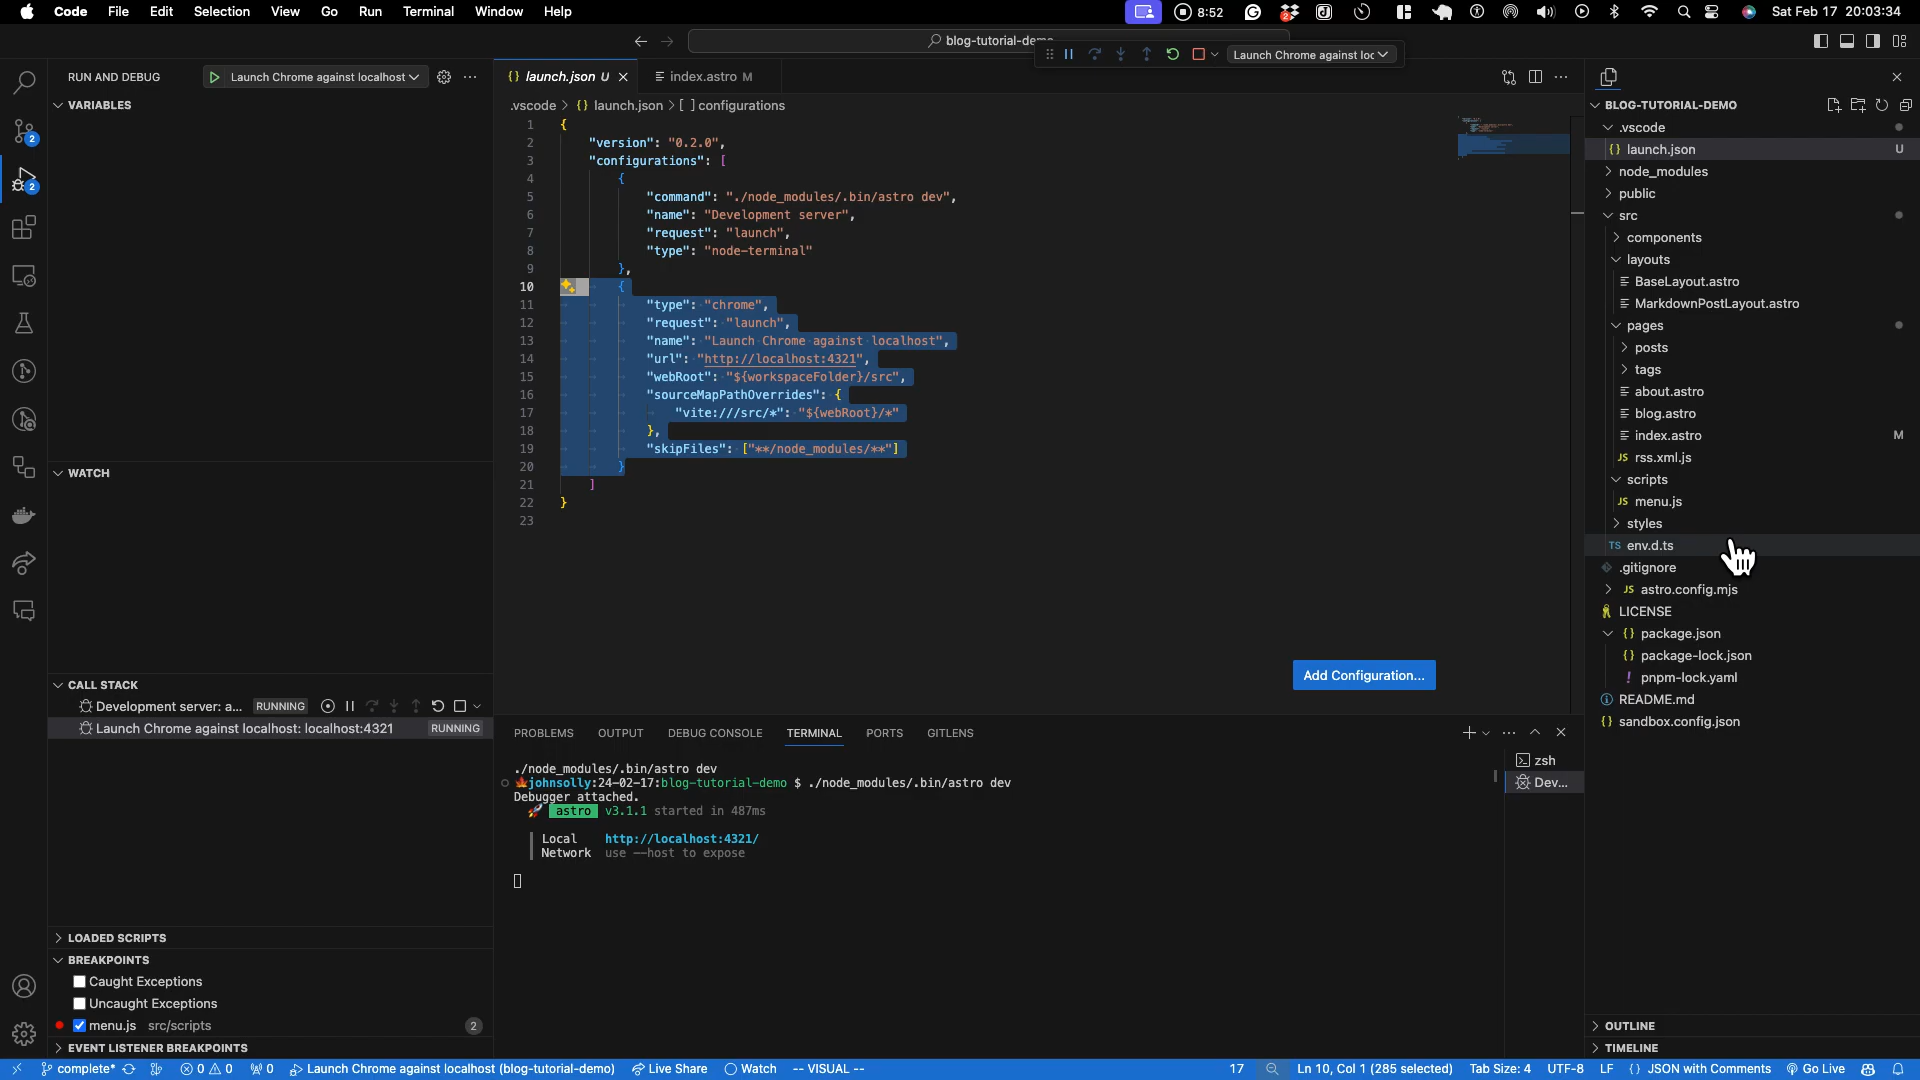 Code File Edit Selection View Go Run Terminal Window Help
8:52
2
Sat Feb 17 20:03:34
blog-tutorial-demo
Launch Chrome against loc
RUN AND DEBUG
Launch Chrome against localhost
VARIABLES
WATCH
CALL STACK
Development server: a... RUNNING
Launch Chrome against localhost: localhost:4321 RUNNING
LOADED SCRIPTS
BREAKPOINTS
Caught Exceptions
Uncaught Exceptions
menu.js src/scripts 2
EVENT LISTENER BREAKPOINTS
2
2
{} launch.json U
index.astro M
.vscode > {} launch.json > [ ] configurations
1 {
2 "version": "0.2.0",
3 "configurations": [
4 {
5 "command": "./node_modules/.bin/astro dev",
6 "name": "Development server",
7 "request": "launch",
8 "type": "node-terminal"
9 },
10 {
11 "type": "chrome",
12 "request": "launch",
13 "name": "Launch Chrome against localhost",
14 "url": "http://localhost:4321",
15 "webRoot": "${workspaceFolder}/src",
16 "sourceMapPathOverrides": {
17 "vite:///src/*": "${webRoot}/*"
18 },
19 "skipFiles": ["**/node_modules/**"]
20 }
21 ]
22 }
23
Add Configuration...
PROBLEMS OUTPUT DEBUG CONSOLE TERMINAL PORTS GITLENS
./node_modules/.bin/astro dev
johnsolly:24-02-17:blog-tutorial-demo $ ./node_modules/.bin/astro dev
Debugger attached.
astro v3.1.1 started in 487ms
Local http://localhost:4321/
Network use --host to expose
zsh
Dev...
BLOG-TUTORIAL-DEMO
.vscode
{} launch.json U
node_modules
public
src
components
layouts
BaseLayout.astro
MarkdownPostLayout.astro
pages
posts
tags
about.astro
blog.astro
index.astro M
JS rss.xml.js
scripts
JS menu.js
styles
TS env.d.ts
.gitignore
JS astro.config.mjs
LICENSE
{} package.json
{} package-lock.json
! pnpm-lock.yaml
README.md
{} sandbox.config.json
OUTLINE
TIMELINE
complete* 0 0 0 Launch Chrome against localhost (blog-tutorial-demo) Live Share Watch -- VISUAL -- 17 Ln 10, Col 1 (285 selected) Tab Size: 4 UTF-8 LF {} JSON with Comments Go Live